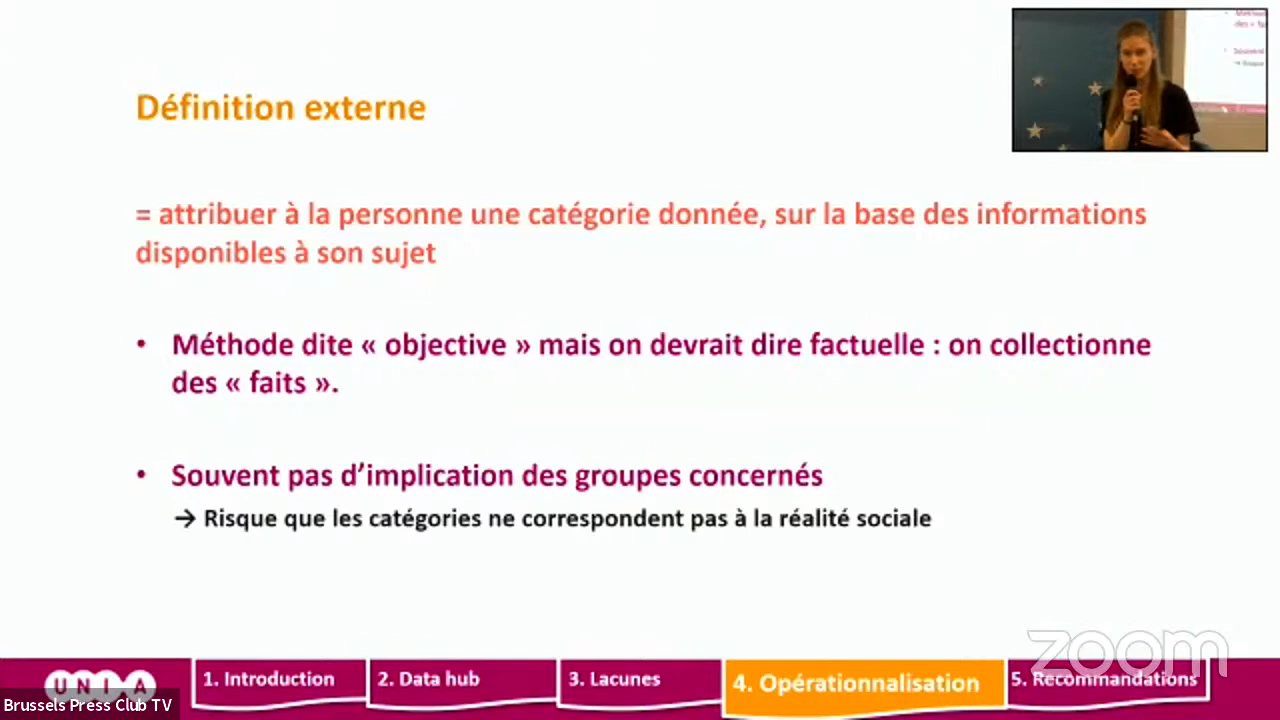 Définition externe
= attribuer à la personne une catégorie donnée, sur la base des informations
disponibles à son sujet
• Méthode dite « objective » mais on devrait dire factuelle : on collectionne
des « faits ».
• Souvent pas d’implication des groupes concernés
→ Risque que les catégories ne correspondent pas à la réalité sociale
zoom
UNIA
1. Introduction
2. Data hub
3. Lacunes
4. Opérationnalisation
5. Recommandations
Brussels Press Club TV